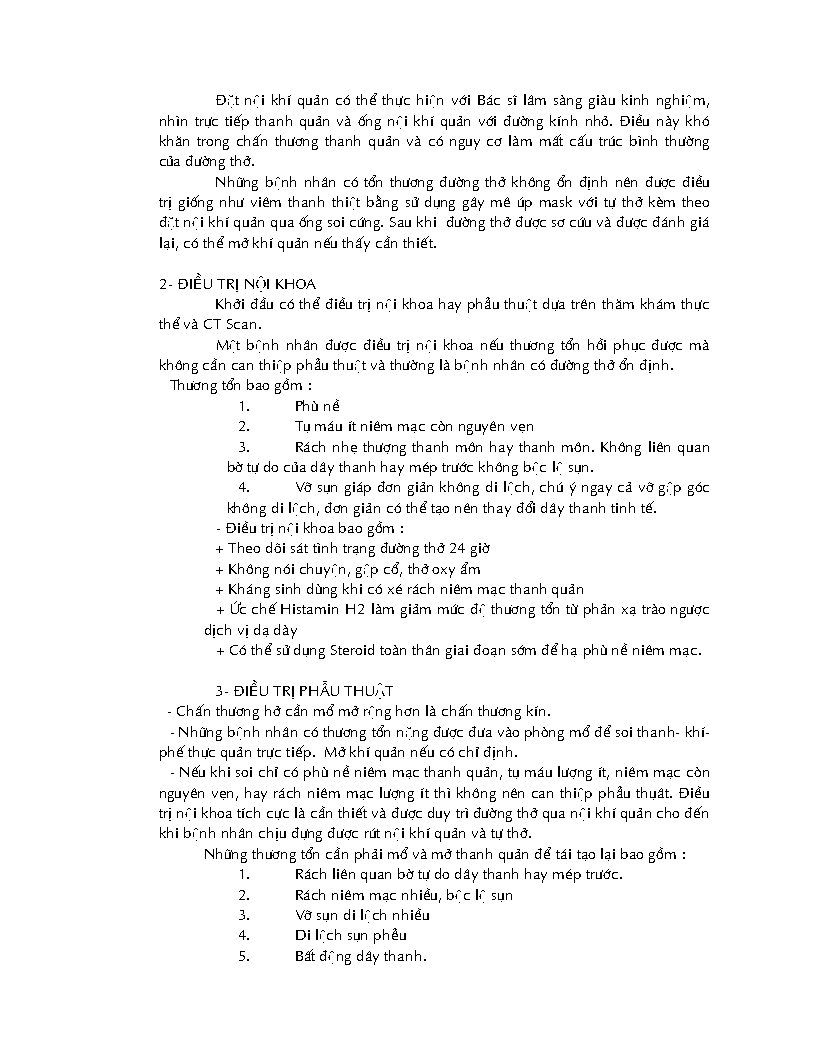 Đặt nội khí quản có thể thực hiện với Bác sĩ lâm sàng giàu kinh nghiệm,
nhìn trực tiếp thanh quản và ống nội khí quản với đường kính nhỏ. Điều này khó
khăn trong chấn thương thanh quản và có nguy cơ làm mất cấu trúc bình thường
của đường thở.
Những bệnh nhân có tổn thương đường thở không ổn định nên được điều
trị giống như viêm thanh thiệt bằng sử dụng gây mê úp mask với tự thở kèm theo
đặt nội khí quản qua ống soi cứng. Sau khi đường thở được sơ cứu và được đánh giá
lại, có thể mở khí quản nếu thấy cần thiết.
2- ĐIỀU TRỊ NỘI KHOA
Khởi đầu có thể điều trị nội khoa hay phẫu thuật dựa trên thăm khám thực
thể và CT Scan.
Một bệnh nhân được điều trị nội khoa nếu thương tổn hồi phục được mà
không cần can thiệp phẫu thuật và thường là bệnh nhân có đường thở ổn định.
Thương tổn bao gồm :
1. Phù nề
2. Tụ máu ít niêm mạc còn nguyên vẹn
3. Rách nhẹ thượng thanh môn hay thanh môn. Không liên quan
bờ tự do của dây thanh hay mép trước không bộc lộ sụn.
4. Vỡ sụn giáp đơn giản không di lệch, chú ý ngay cả vỡ gập góc
không di lệch, đơn giản có thể tạo nên thay đổi dây thanh tinh tế.
- Điều trị nội khoa bao gồm :
+ Theo dõi sát tình trạng đường thở 24 giờ
+ Không nói chuyện, gập cổ, thở oxy ẩm
+ Kháng sinh dùng khi có xé rách niêm mạc thanh quản
+ Ức chế Histamin H2 làm giảm mức độ thương tổn từ phản xạ trào ngược
dịch vị dạ dày
+ Có thể sử dụng Steroid toàn thân giai đoạn sớm để hạ phù nề niêm mạc.
3- ĐIỀU TRỊ PHẪU THUẬT
- Chấn thương hở cần mổ mở rộng hơn là chấn thương kín.
- Những bệnh nhân có thương tổn nặng được đưa vào phòng mổ để soi thanh- khí-
phế thực quản trực tiếp. Mở khí quản nếu có chỉ định.
- Nếu khi soi chỉ có phù nề niêm mạc thanh quản, tụ máu lượng ít, niêm mạc còn
nguyên vẹn, hay rách niêm mạc lượng ít thì không nên can thiệp phẫu thụât. Điều
trị nội khoa tích cực là cần thiết và được duy trì đường thở qua nội khí quản cho đến
khi bệnh nhân chịu đựng được rút nội khí quản và tự thở.
Những thương tổn cần phải mổ và mở thanh quản để tái tạo lại bao gồm :
1. Rách liên quan bờ tự do dây thanh hay mép trước.
2. Rách niêm mạc nhiều, bộc lộ sụn
3. Vỡ sụn di lệch nhiều
4. Di lệch sụn phễu
5. Bất động dây thanh.